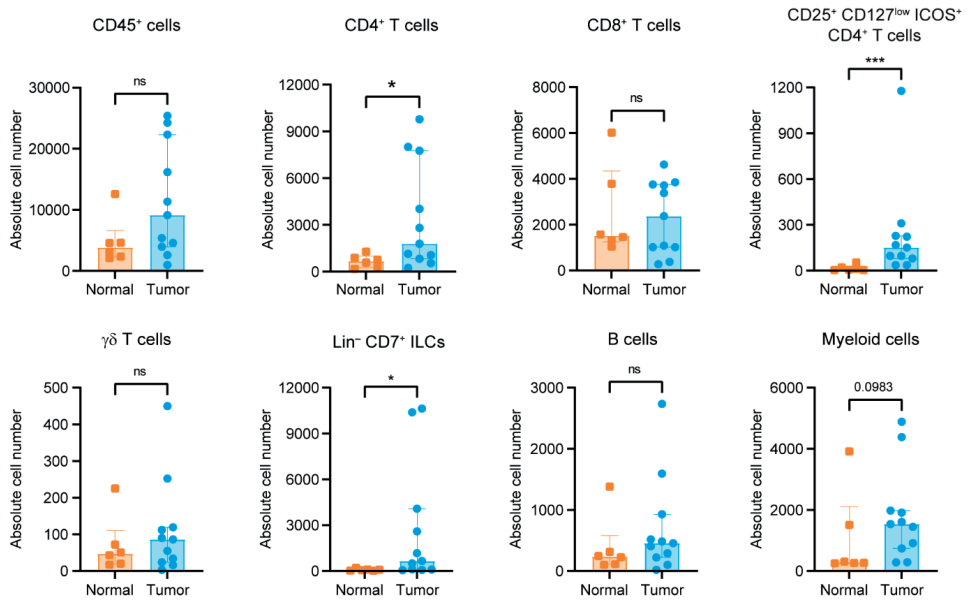 CD45⁺ cells
ns
Absolute cell number
30000
20000
10000
0
Normal Tumor
CD4⁺ T cells
*
Absolute cell number
12000
9000
6000
3000
0
Normal Tumor
CD8⁺ T cells
ns
Absolute cell number
8000
6000
4000
2000
0
Normal Tumor
CD25⁺ CD127ˡᵒʷ ICOS⁺
CD4⁺ T cells
***
Absolute cell number
1200
900
600
300
0
Normal Tumor
γδ T cells
ns
Absolute cell number
500
400
300
200
100
0
Normal Tumor
Lin⁻ CD7⁺ ILCs
*
Absolute cell number
12000
9000
6000
3000
0
Normal Tumor
B cells
ns
Absolute cell number
3000
2000
1000
0
Normal Tumor
Myeloid cells
0.0983
Absolute cell number
6000
4000
2000
0
Normal Tumor